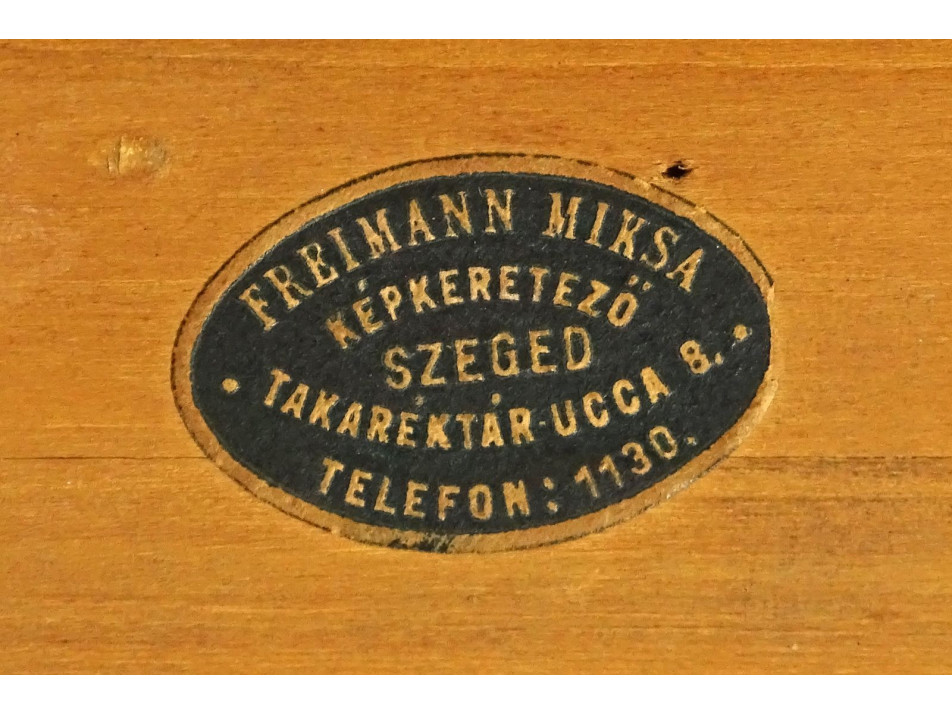 FREIMANN MIKSA
KÉPKERETEZŐ
SZEGED
• TAKARÉKTÁR-UCCA 8. •
TELEFON: 1130.